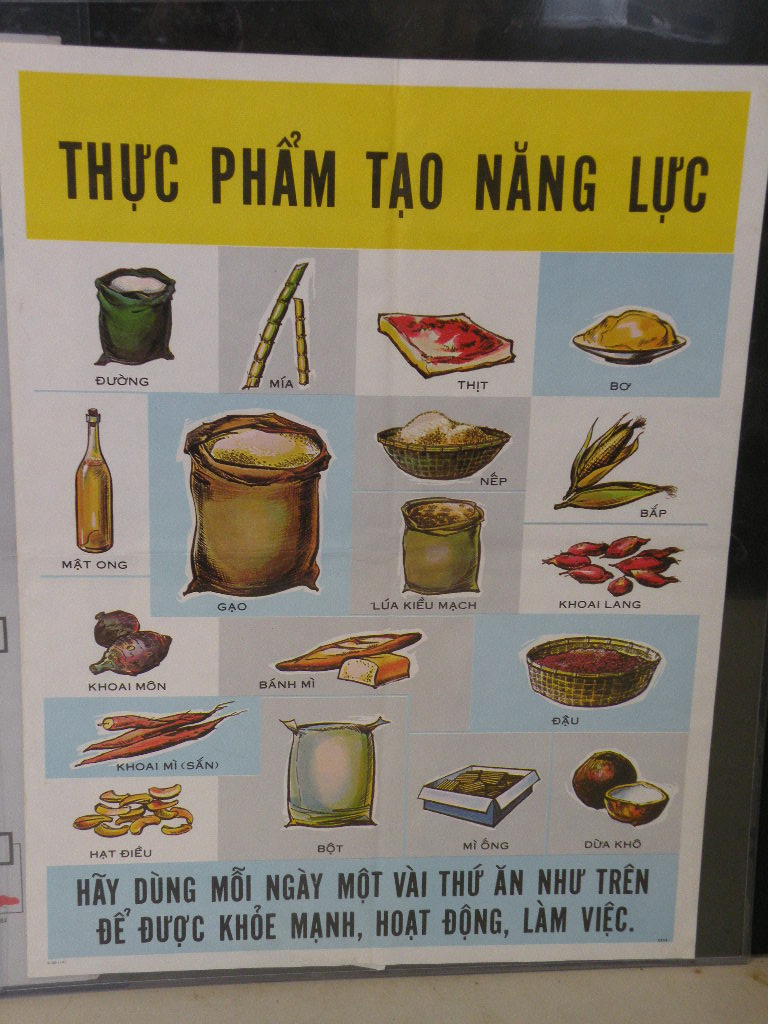 THỰC PHẨM TẠO NĂNG LỰC
ĐƯỜNG
MÍA
THỊT
BƠ
MẬT ONG
GẠO
NẾP
LÚA KIỀU MẠCH
BẮP
KHOAI LANG
KHOAI MÔN
BÁNH MÌ
ĐẬU
KHOAI MÌ (SẮN)
HẠT ĐIỀU
BỘT
MÌ ỐNG
DỪA KHÔ
HÃY DÙNG MỖI NGÀY MỘT VÀI THỨ ĂN NHƯ TRÊN
ĐỂ ĐƯỢC KHỎE MẠNH, HOẠT ĐỘNG, LÀM VIỆC.